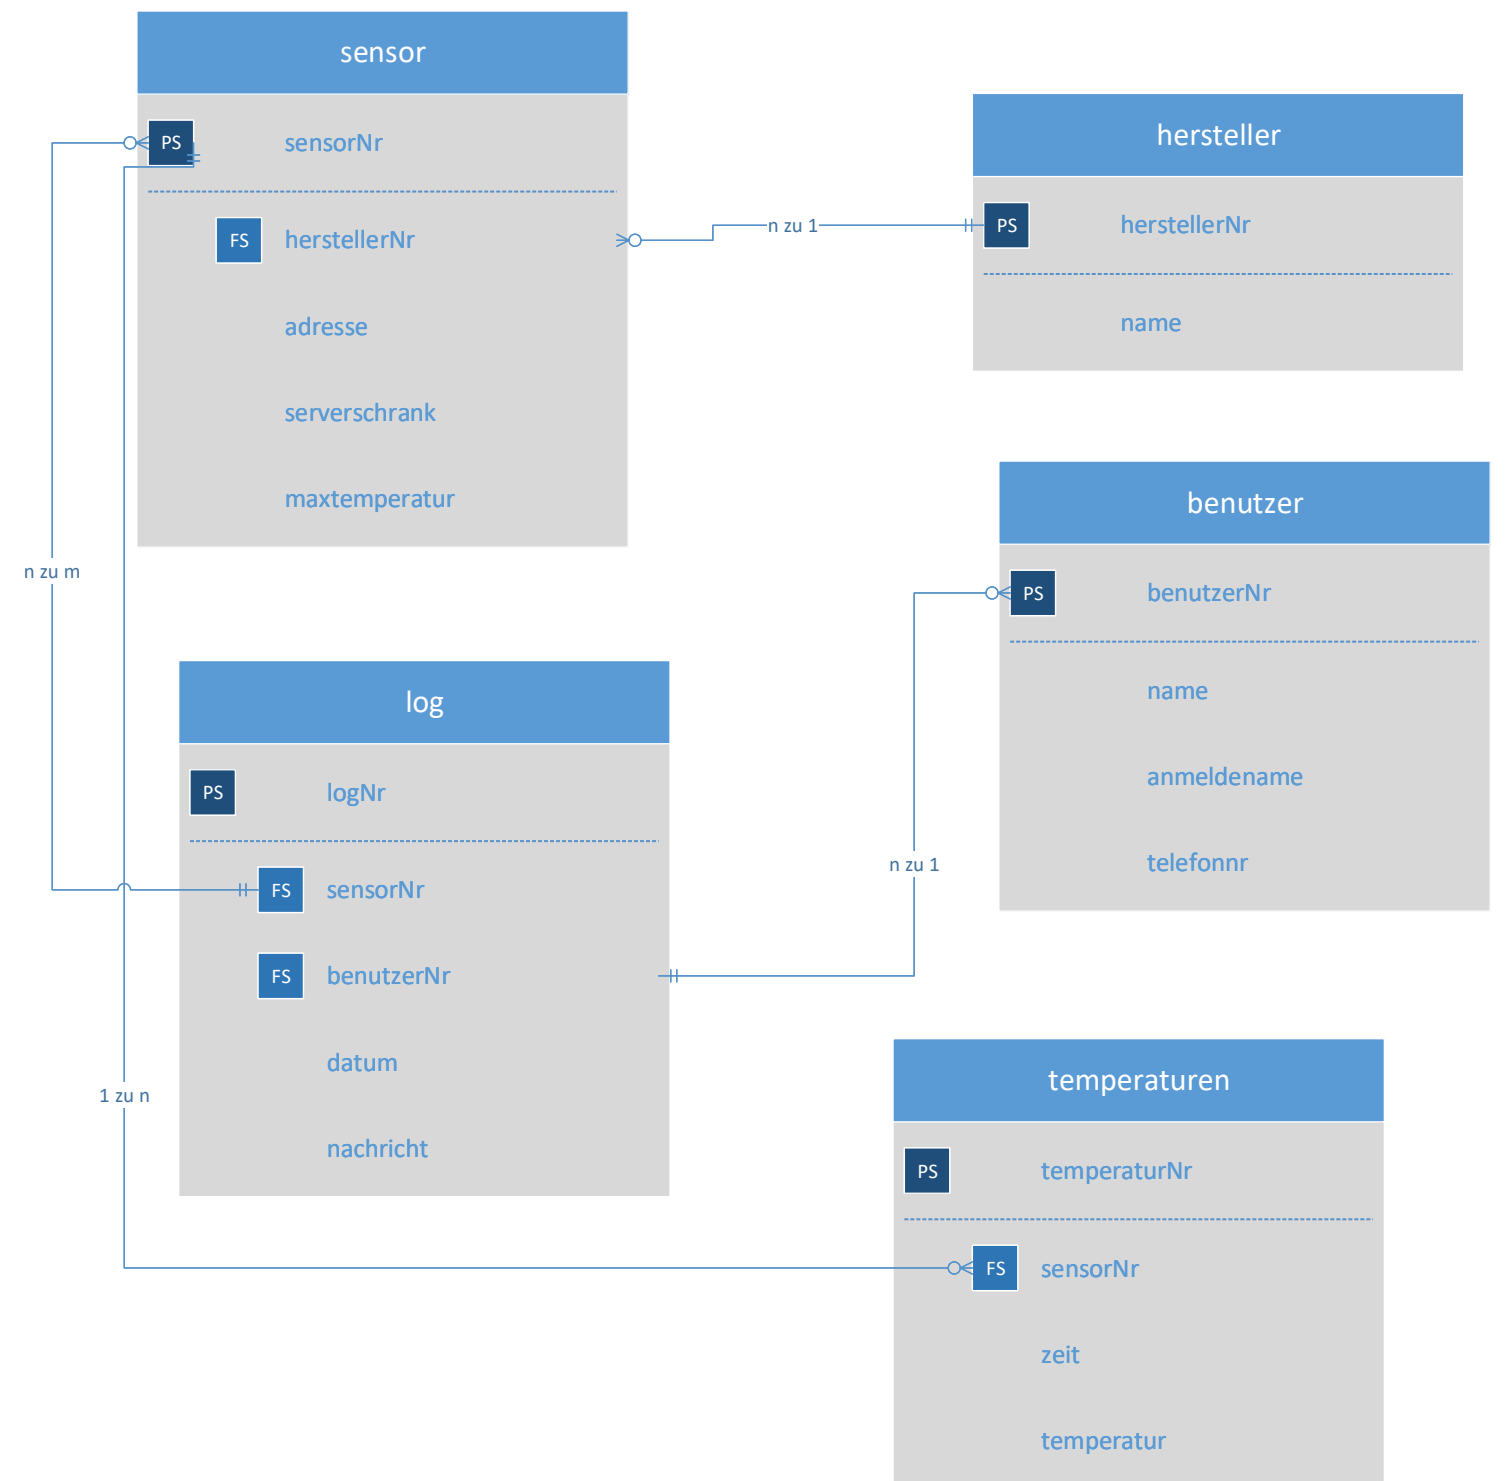 sensor
PS sensorNr
FS herstellerNr
adresse
serverschrank
maxtemperatur
n zu 1
hersteller
PS herstellerNr
name
benutzer
PS benutzerNr
name
anmeldename
telefonnr
n zu m
n zu 1
log
PS logNr
FS sensorNr
FS benutzerNr
datum
nachricht
1 zu n
temperaturen
PS temperaturNr
FS sensorNr
zeit
temperatur